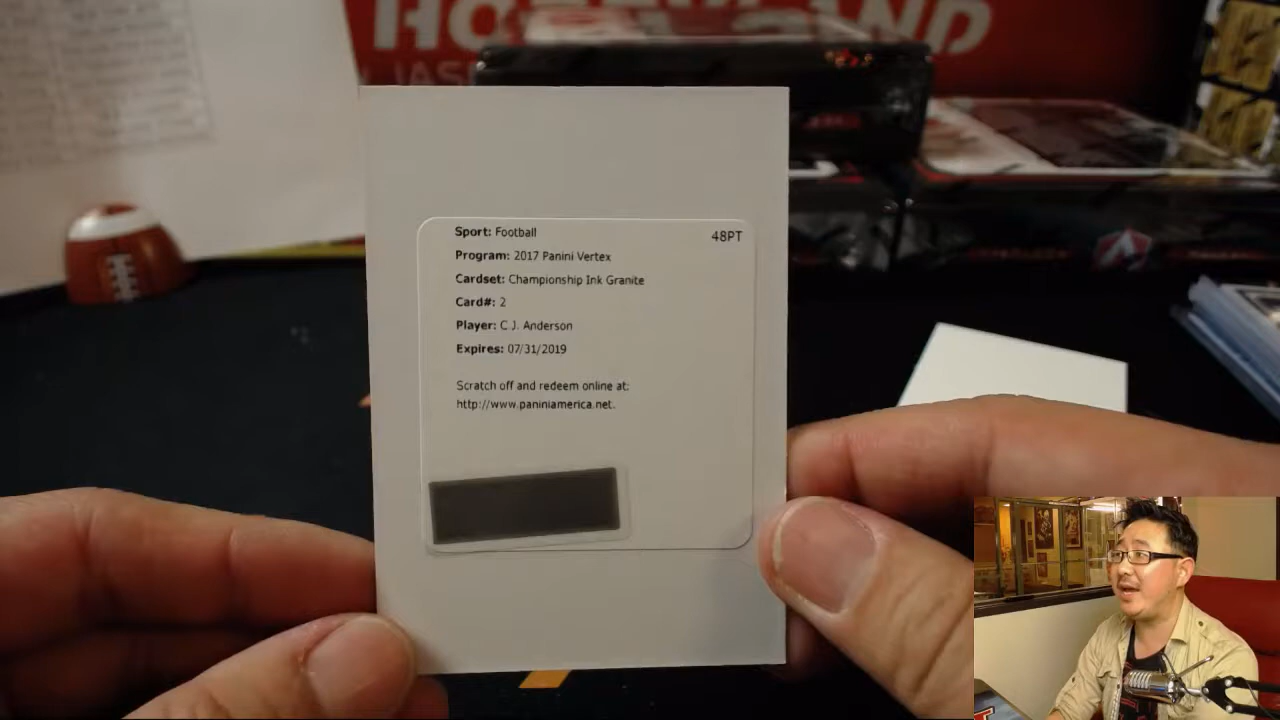 Sport: Football
48PT
Program: 2017 Panini Vertex
Cardset: Championship Ink Granite
Card#: 2
Player: C.J. Anderson
Expires: 07/31/2019
Scratch off and redeem online at:
http://www.paniniamerica.net.